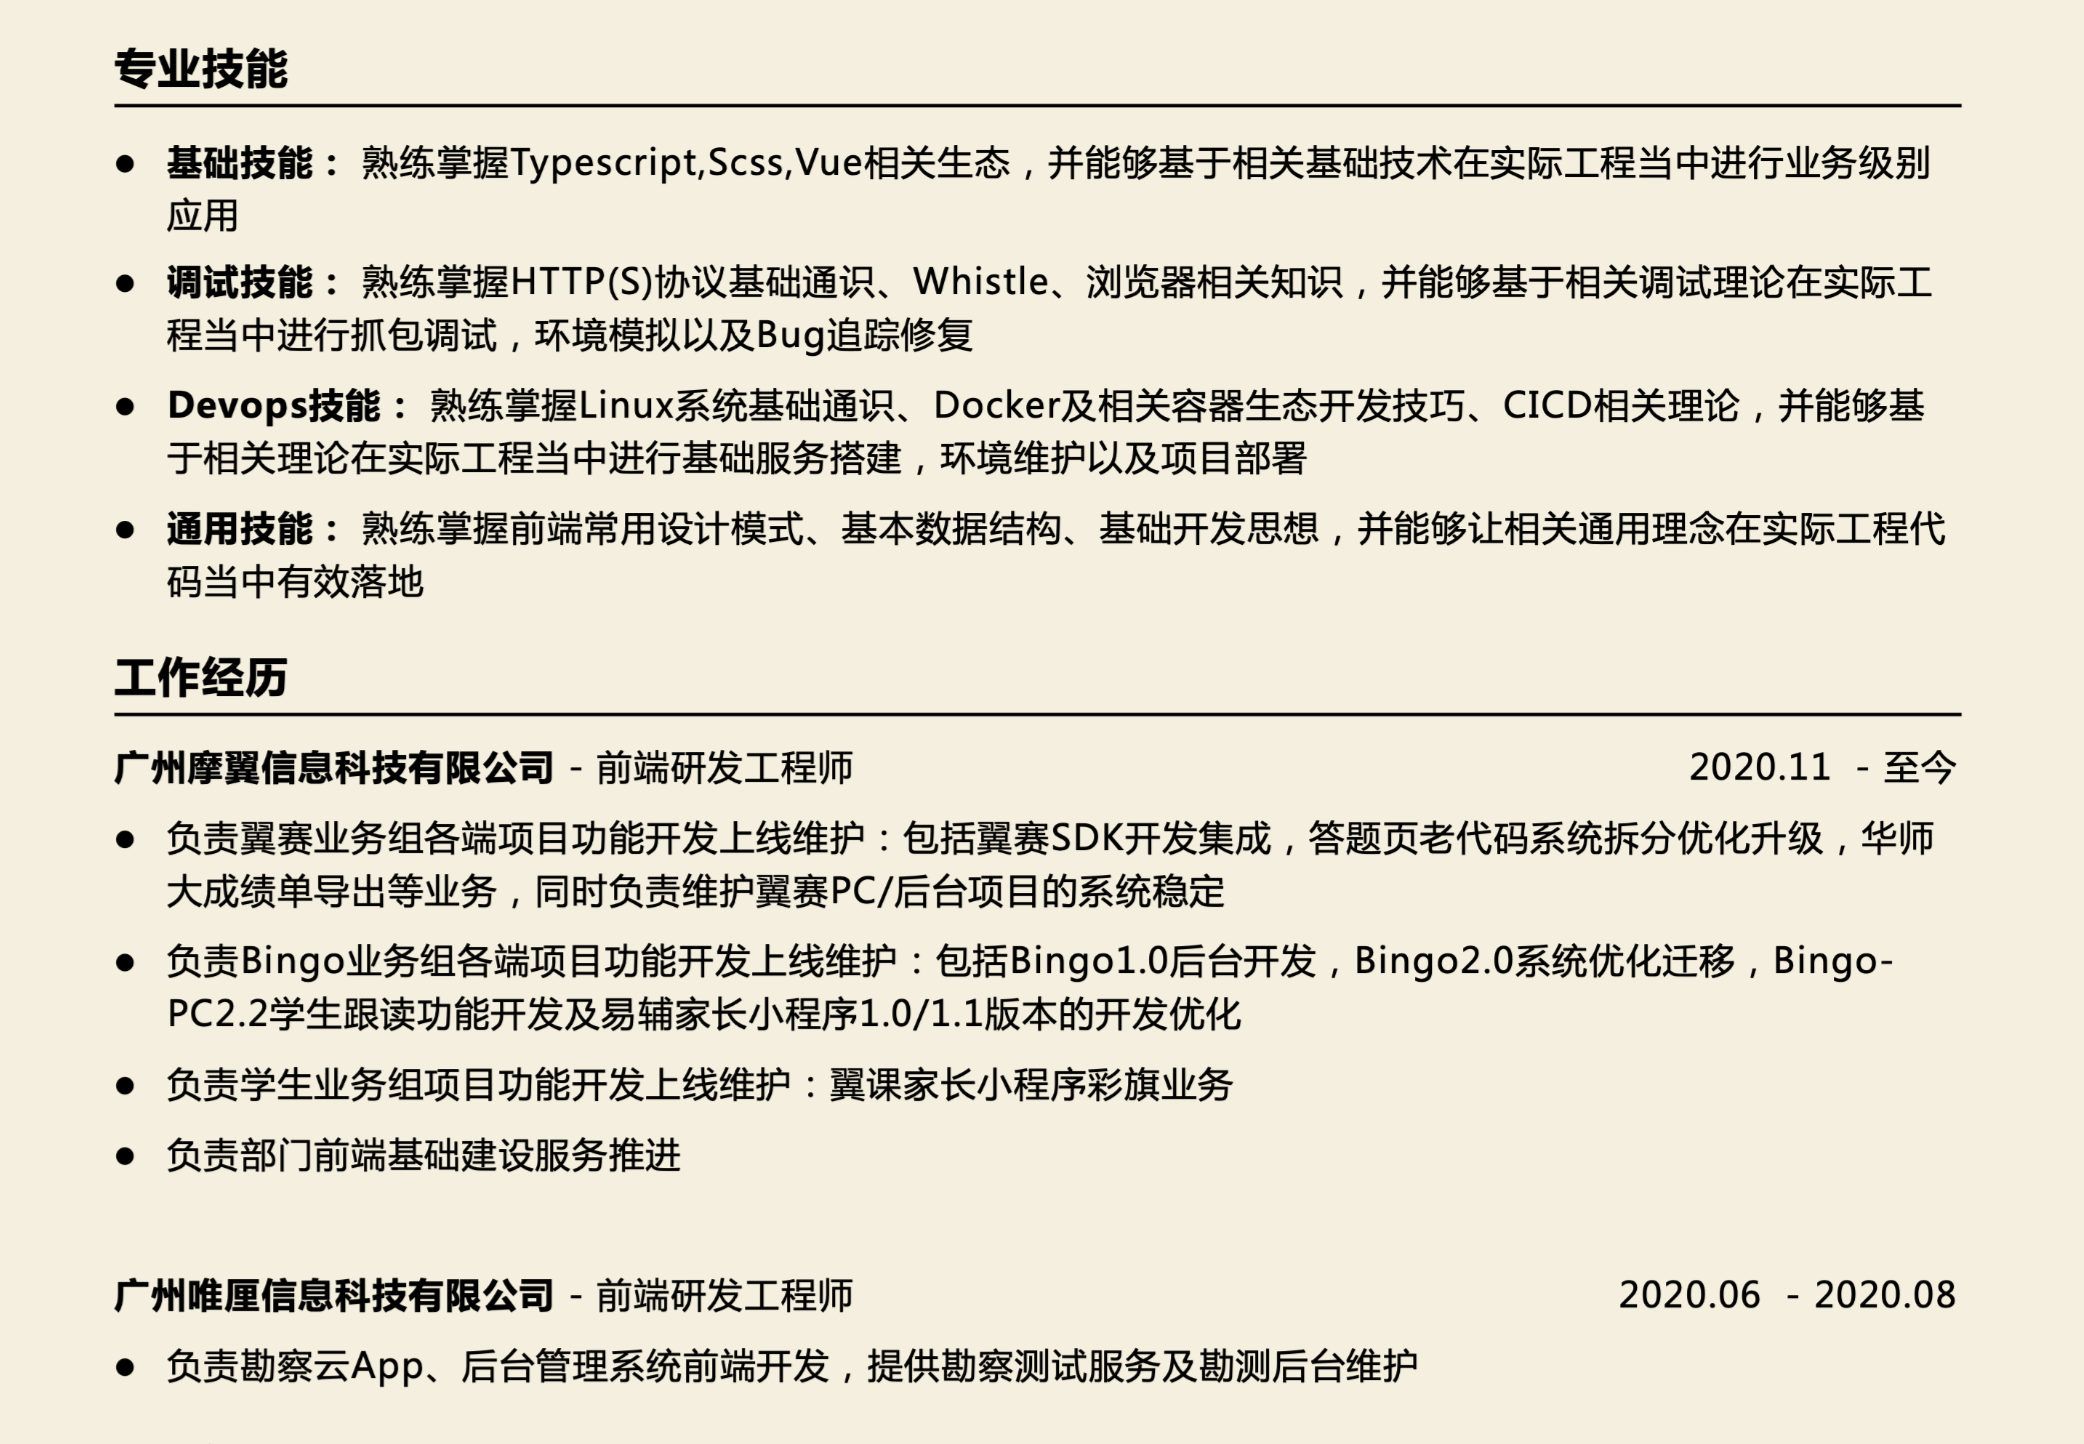 专业技能
● 基础技能： 熟练掌握Typescript,Scss,Vue相关生态，并能够基于相关基础技术在实际工程当中进行业务级别
应用
● 调试技能： 熟练掌握HTTP(S)协议基础通识、Whistle、浏览器相关知识，并能够基于相关调试理论在实际工
程当中进行抓包调试，环境模拟以及Bug追踪修复
● Devops技能： 熟练掌握Linux系统基础通识、Docker及相关容器生态开发技巧、CICD相关理论，并能够基
于相关理论在实际工程当中进行基础服务搭建，环境维护以及项目部署
● 通用技能： 熟练掌握前端常用设计模式、基本数据结构、基础开发思想，并能够让相关通用理念在实际工程代
码当中有效落地
工作经历
广州摩翼信息科技有限公司 - 前端研发工程师 2020.11 - 至今
● 负责翼赛业务组各端项目功能开发上线维护：包括翼赛SDK开发集成，答题页老代码系统拆分优化升级，华师
大成绩单导出等业务，同时负责维护翼赛PC/后台项目的系统稳定
● 负责Bingo业务组各端项目功能开发上线维护：包括Bingo1.0后台开发，Bingo2.0系统优化迁移，Bingo-
PC2.2学生跟读功能开发及易辅家长小程序1.0/1.1版本的开发优化
● 负责学生业务组项目功能开发上线维护：翼课家长小程序彩旗业务
● 负责部门前端基础建设服务推进
广州唯厘信息科技有限公司 - 前端研发工程师 2020.06 - 2020.08
● 负责勘察云App、后台管理系统前端开发，提供勘察测试服务及勘测后台维护